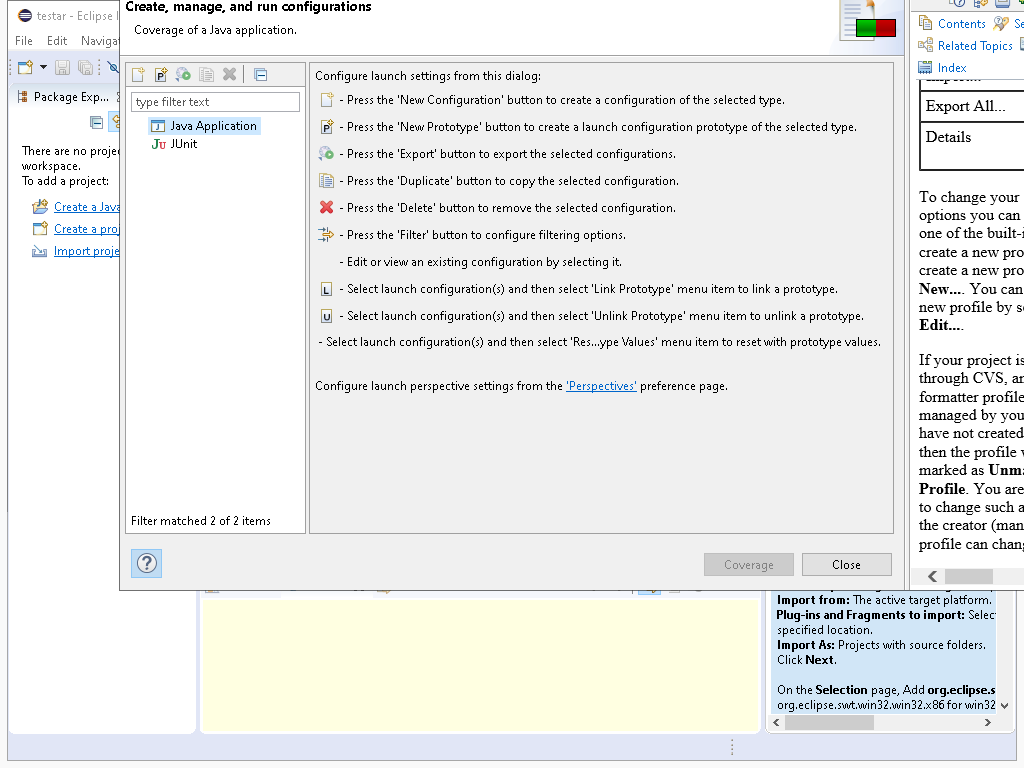 testar - Eclipse I
File Edit Naviga
Package Exp...
There are no proje
workspace.
To add a project:
Create a Java
Create a proj
Import proje
Create, manage, and run configurations
Coverage of a Java application.
type filter text
Java Application
JUnit
Filter matched 2 of 2 items
Configure launch settings from this dialog:
- Press the 'New Configuration' button to create a configuration of the selected type.
- Press the 'New Prototype' button to create a launch configuration prototype of the selected type.
- Press the 'Export' button to export the selected configurations.
- Press the 'Duplicate' button to copy the selected configuration.
- Press the 'Delete' button to remove the selected configuration.
- Press the 'Filter' button to configure filtering options.
- Edit or view an existing configuration by selecting it.
- Select launch configuration(s) and then select 'Link Prototype' menu item to link a prototype.
- Select launch configuration(s) and then select 'Unlink Prototype' menu item to unlink a prototype.
- Select launch configuration(s) and then select 'Res...ype Values' menu item to reset with prototype values.
Configure launch perspective settings from the 'Perspectives' preference page.
Coverage
Close
Contents Se
Related Topics
Index
Export All...
Details
To change your
options you can
one of the built-i
create a new pro
create a new pro
New.... You can
new profile by se
Edit....
If your project is
through CVS, an
formatter profile
managed by you
have not created
then the profile w
marked as Unma
Profile. You are
to change such a
the creator (man
profile can chang
Import from: The active target platform.
Plug-ins and Fragments to import: Select
specified location.
Import As: Projects with source folders.
Click Next.
On the Selection page, Add org.eclipse.s
org.eclipse.swt.win32.win32.x86 for win32